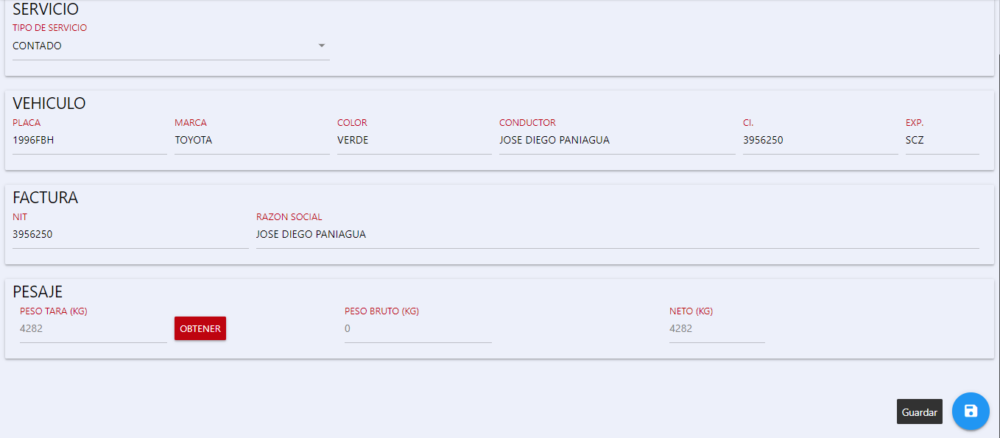 SERVICIO
TIPO DE SERVICIO
CONTADO
VEHICULO
PLACA MARCA COLOR CONDUCTOR CI. EXP.
1996FBH TOYOTA VERDE JOSE DIEGO PANIAGUA 3956250 SCZ
FACTURA
NIT RAZON SOCIAL
3956250 JOSE DIEGO PANIAGUA
PESAJE
PESO TARA (KG) PESO BRUTO (KG) NETO (KG)
4282 OBTENER 0 4282
Guardar